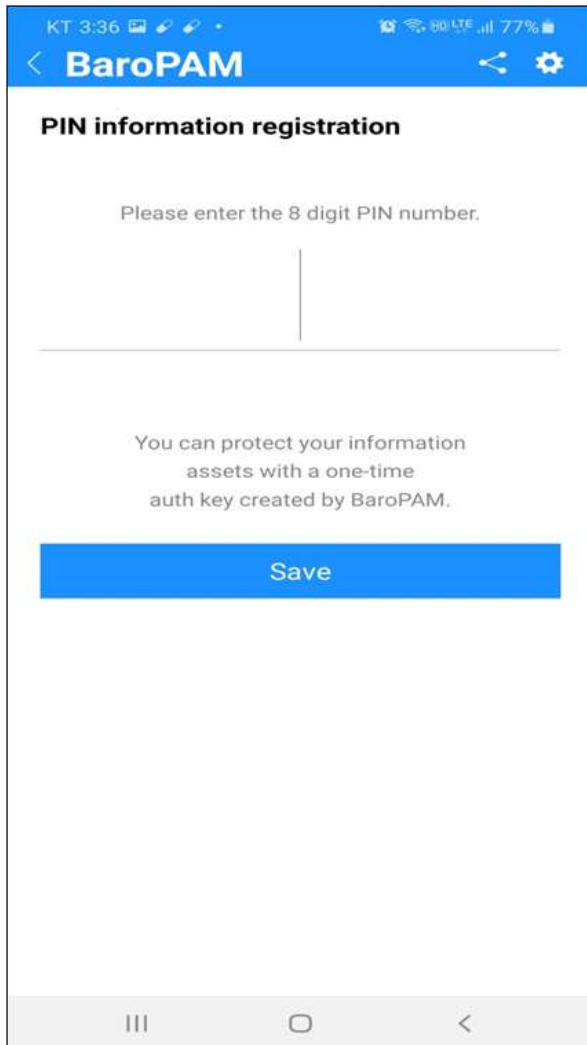 KT 3:36 LTE 77%
BaroPAM
PIN information registration
Please enter the 8 digit PIN number.
You can protect your information
assets with a one-time
auth key created by BaroPAM.
Save